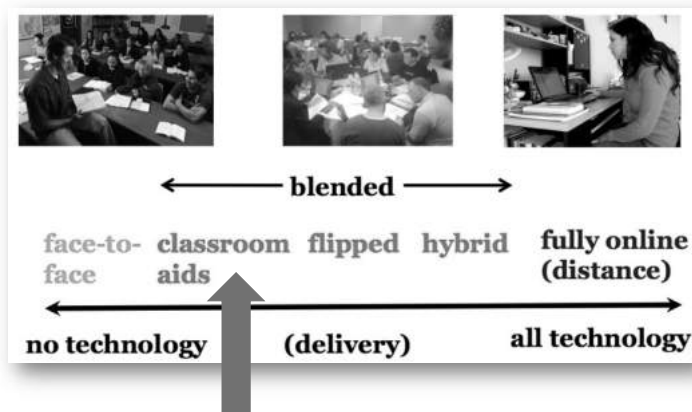 blended
face-to- classroom flipped hybrid fully online
face aids (distance)
no technology (delivery) all technology